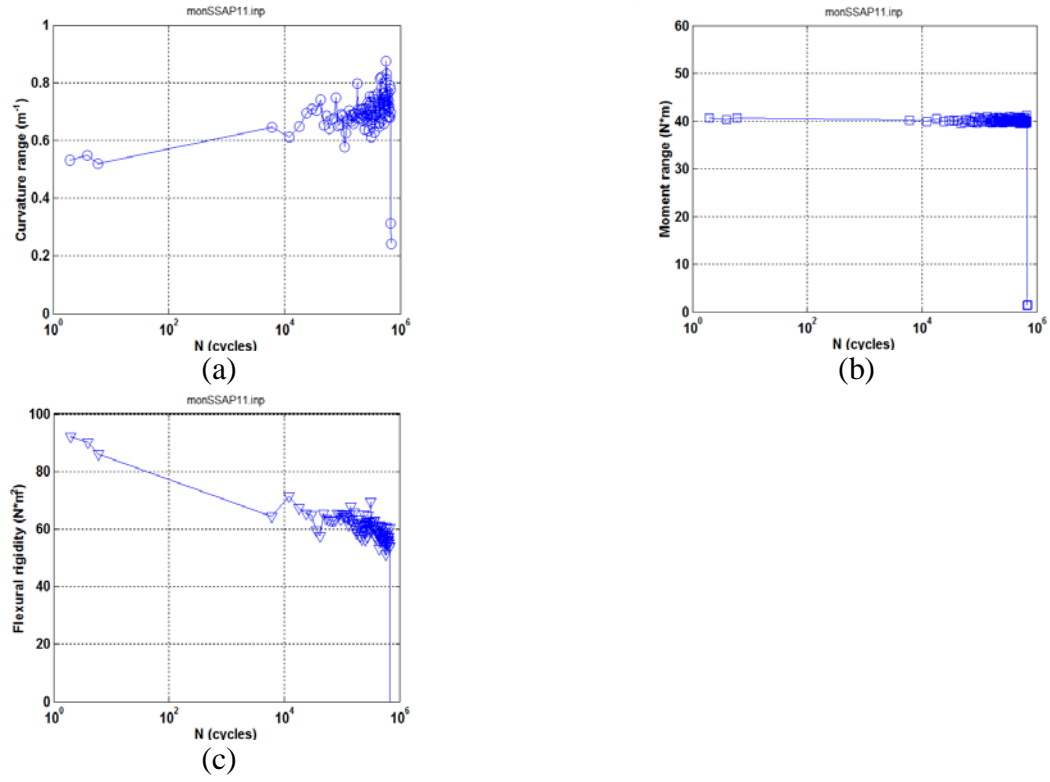 monSSAP11.inp
1
0.8
0.6
0.4
0.2
0
Curvature range (m⁻¹)
10⁰ 10² 10⁴ 10⁶
N (cycles)
(a)
monSSAP11.inp
60
50
40
30
20
10
0
Moment range (N*m)
10⁰ 10² 10⁴ 10⁶
N (cycles)
(b)
monSSAP11.inp
100
80
60
40
20
0
Flexural rigidity (N*m²)
10⁰ 10² 10⁴ 10⁶
N (cycles)
(c)